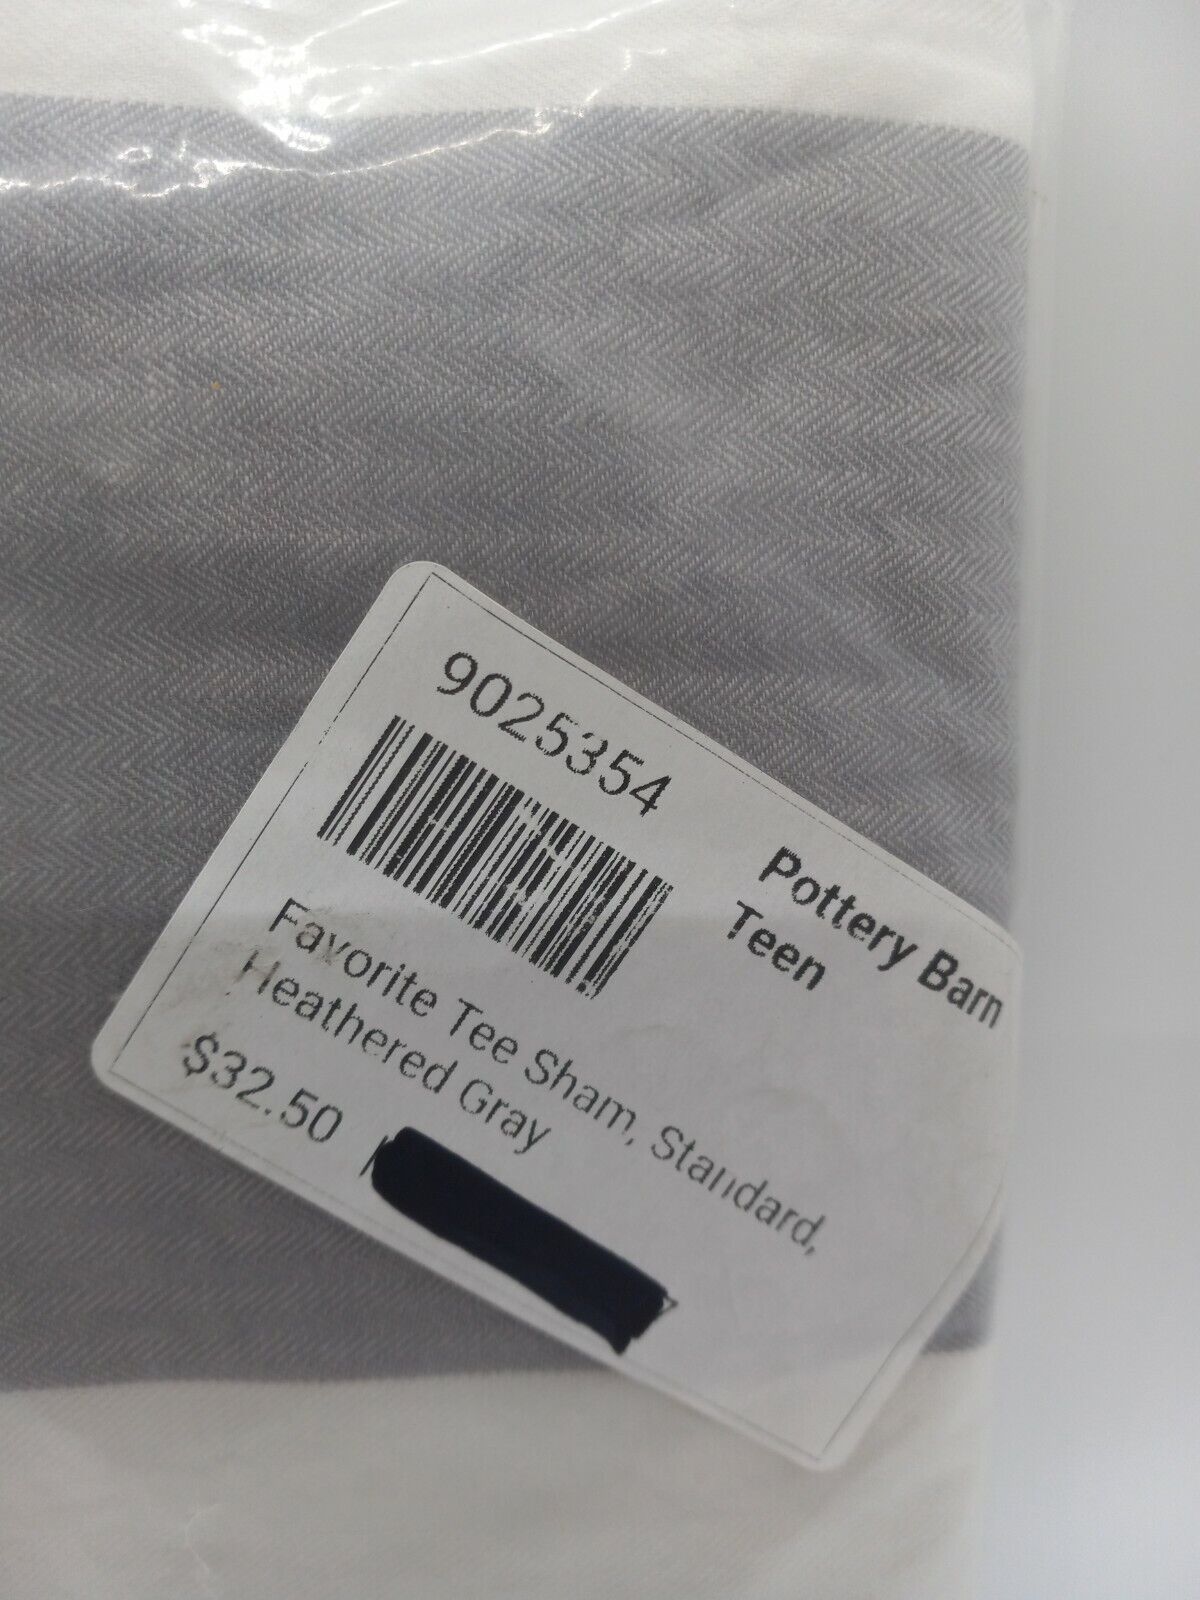 9025354
Pottery Barn
Teen
Favorite Tee Sham, Standard,
Heathered Gray
$32.50